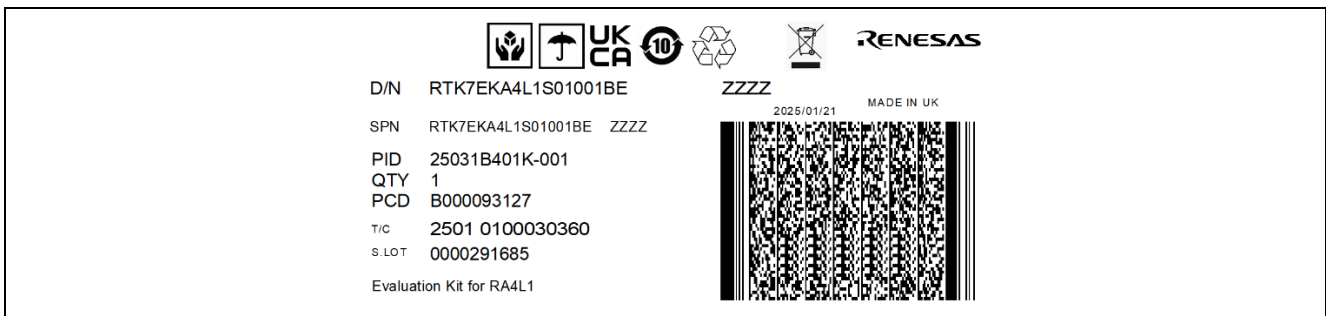 UK
CA
10
RENESAS
D/N RTK7EKA4L1S01001BE ZZZZ
2025/01/21 MADE IN UK
SPN RTK7EKA4L1S01001BE ZZZZ
PID 25031B401K-001
QTY 1
PCD B000093127
T/C 2501 0100030360
S.LOT 0000291685
Evaluation Kit for RA4L1